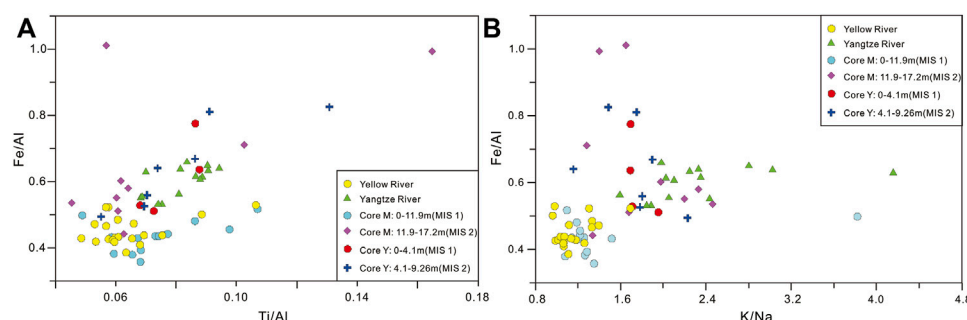 A
Fe/Al
1.0
0.8
0.6
0.4
0.06
0.10
0.14
0.18
Ti/Al
Yellow River
Yangtze River
Core M: 0-11.9m(MIS 1)
Core M: 11.9-17.2m(MIS 2)
Core Y: 0-4.1m(MIS 1)
Core Y: 4.1-9.26m(MIS 2)
B
Fe/Al
1.0
0.8
0.6
0.4
0.8
1.6
2.4
3.2
4.0
4.8
K/Na
Yellow River
Yangtze River
Core M: 0-11.9m(MIS 1)
Core M: 11.9-17.2m(MIS 2)
Core Y: 0-4.1m(MIS 1)
Core Y: 4.1-9.26m(MIS 2)